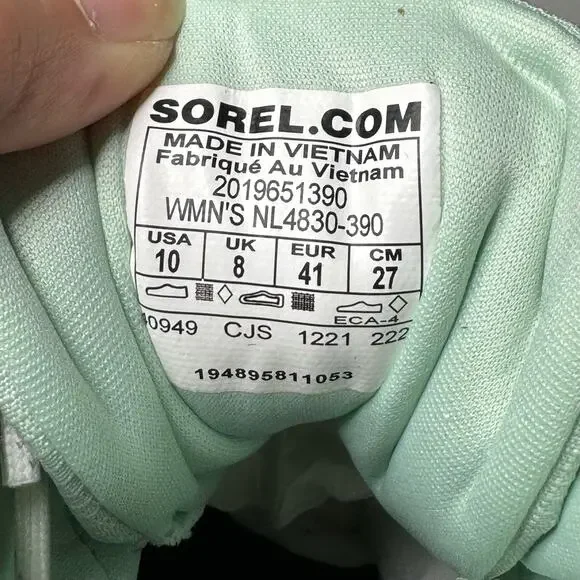 SOREL.COM
MADE IN VIETNAM
Fabriqué Au Vietnam
2019651390
WMN'S NL4830-390
USA UK EUR CM
10 8 41 27
ECA-4
CJS 1221 222
194895811053